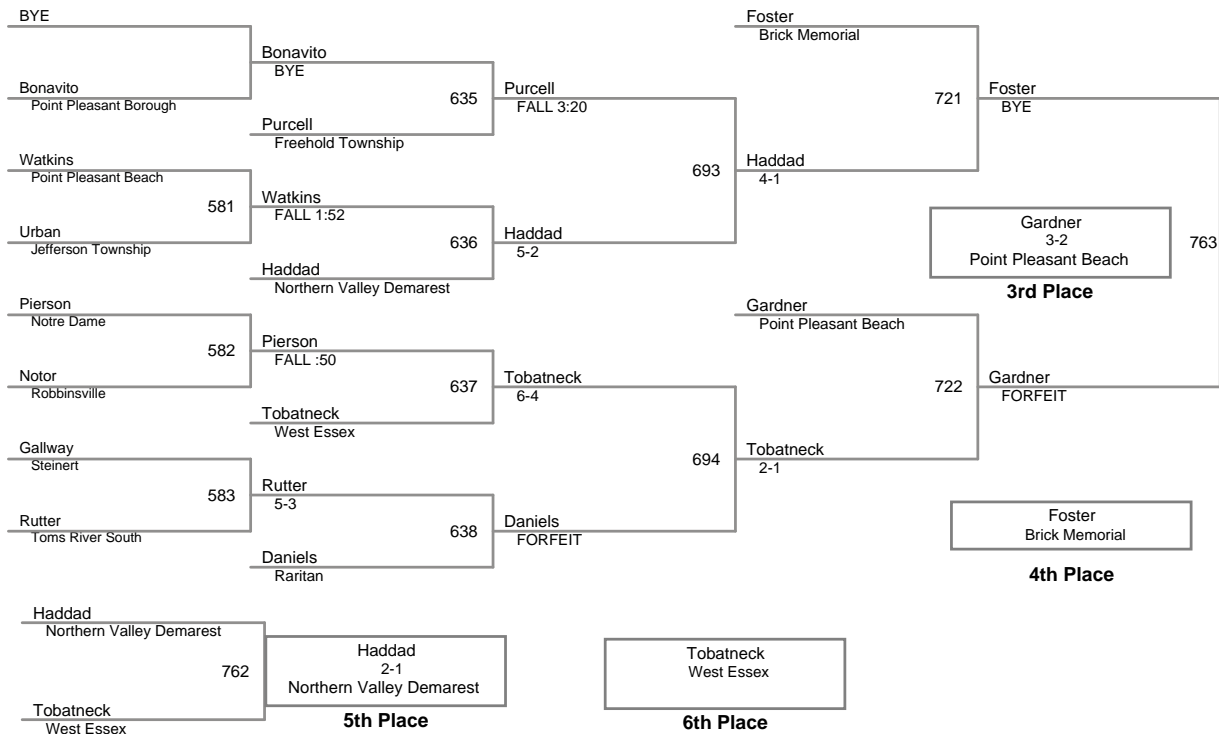 BYE
Bonavito
Point Pleasant Borough
Watkins
Point Pleasant Beach
581
Urban
Jefferson Township
Pierson
Notre Dame
582
Notor
Robbinsville
Gallway
Steinert
583
Rutter
Toms River South
Bonavito
BYE
635
Purcell
Freehold Township
Watkins
FALL 1:52
636
Haddad
Northern Valley Demarest
Pierson
FALL :50
637
Tobatneck
West Essex
Rutter
5-3
638
Daniels
Raritan
Purcell
FALL 3:20
693
Haddad
5-2
Tobatneck
6-4
694
Daniels
FORFEIT
Foster
Brick Memorial
721
Haddad
4-1
Gardner
Point Pleasant Beach
722
Tobatneck
2-1
Foster
BYE
763
Gardner
FORFEIT
Gardner
3-2
Point Pleasant Beach
3rd Place
Foster
Brick Memorial
4th Place
Haddad
Northern Valley Demarest
762
Tobatneck
West Essex
Haddad
2-1
Northern Valley Demarest
5th Place
Tobatneck
West Essex
6th Place